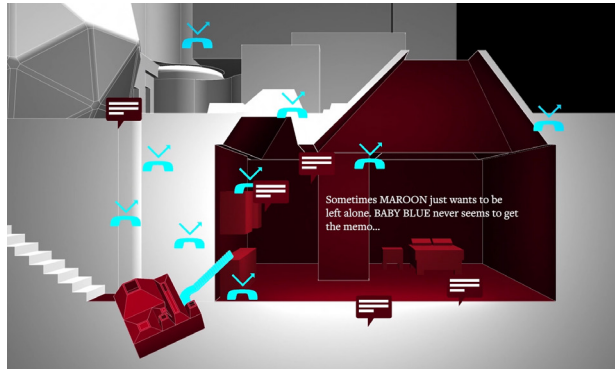 Sometimes MAROON just wants to be
left alone. BABY BLUE never seems to get
the memo...